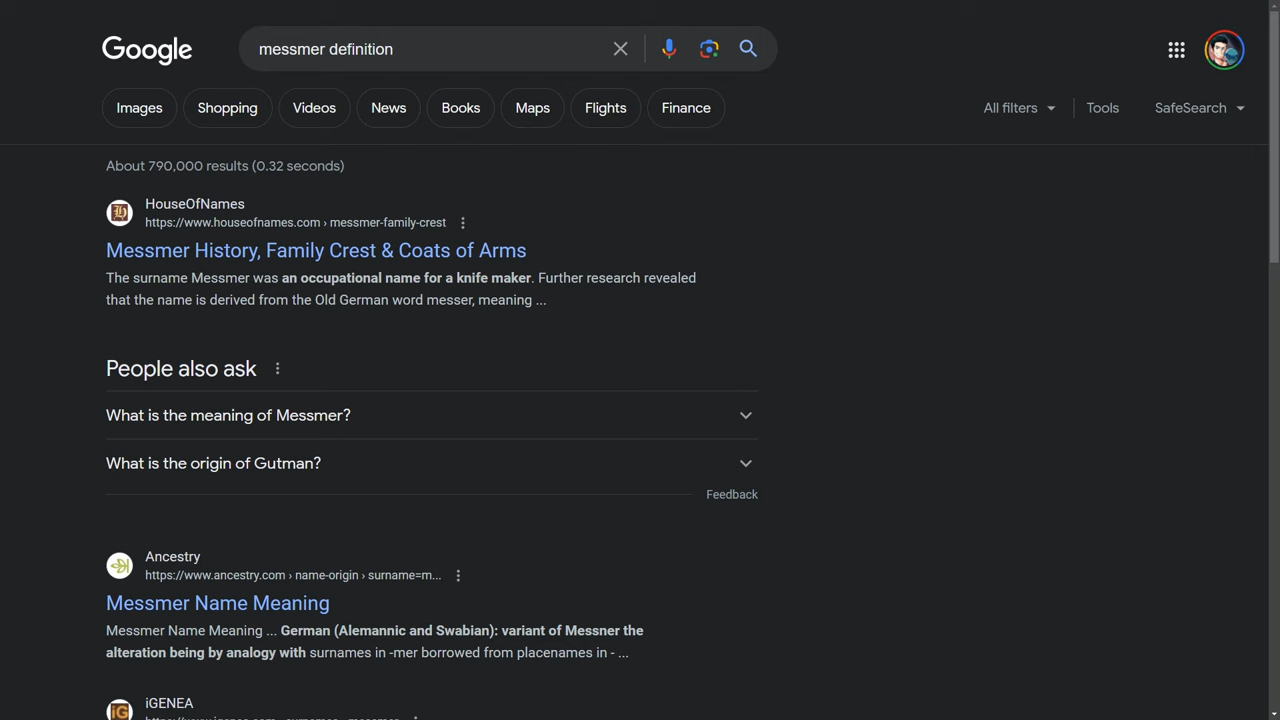 Google
messmer definition
Images Shopping Videos News Books Maps Flights Finance All filters Tools SafeSearch
About 790,000 results (0.32 seconds)
HouseOfNames
https://www.houseofnames.com › messmer-family-crest
Messmer History, Family Crest & Coats of Arms
The surname Messmer was an occupational name for a knife maker. Further research revealed
that the name is derived from the Old German word messer, meaning ...
People also ask
What is the meaning of Messmer?
What is the origin of Gutman?
Feedback
Ancestry
https://www.ancestry.com › name-origin › surname=m...
Messmer Name Meaning
Messmer Name Meaning ... German (Alemannic and Swabian): variant of Messner the
alteration being by analogy with surnames in -mer borrowed from placenames in - ...
iGENEA